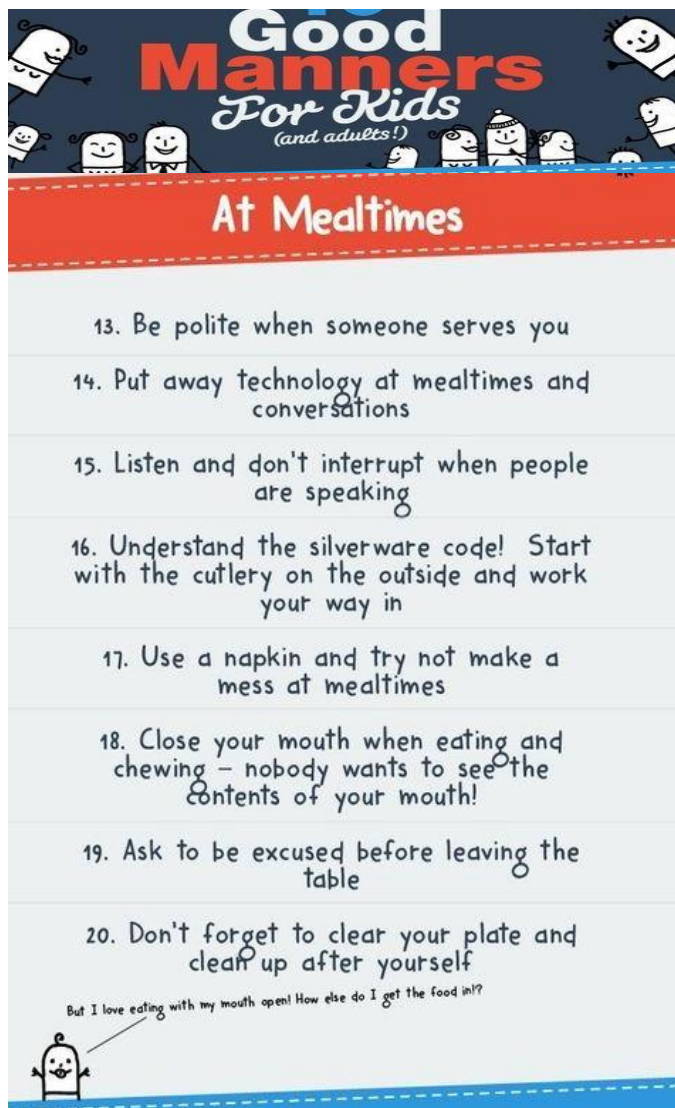 Good
Manners
For Kids
(and adults!)
At Mealtimes
13. Be polite when someone serves you
14. Put away technology at mealtimes and
conversations
15. Listen and don't interrupt when people
are speaking
16. Understand the silverware code! Start
with the cutlery on the outside and work
your way in
17. Use a napkin and try not make a
mess at mealtimes
18. Close your mouth when eating and
chewing – nobody wants to see the
contents of your mouth!
19. Ask to be excused before leaving the
table
20. Don't forget to clear your plate and
clean up after yourself
But I love eating with my mouth open! How else do I get the food in!?